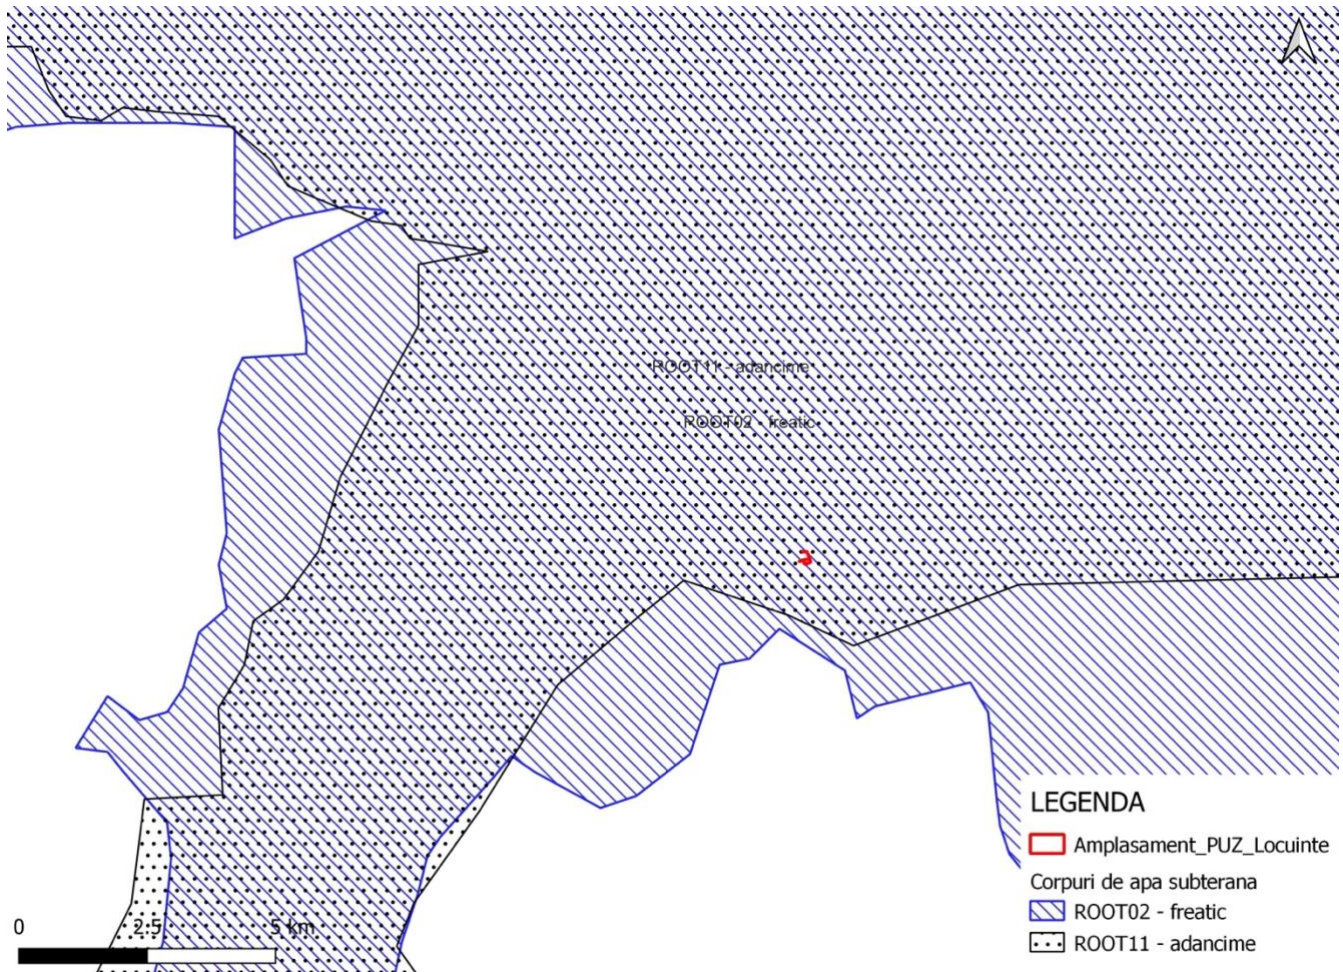 ROOT11 - adancime
ROOT02 - freatic
LEGENDA
Amplasament_PUZ_Locuinte
Corpuri de apa subterana
ROOT02 - freatic
ROOT11 - adancime
0 2.5 5 km